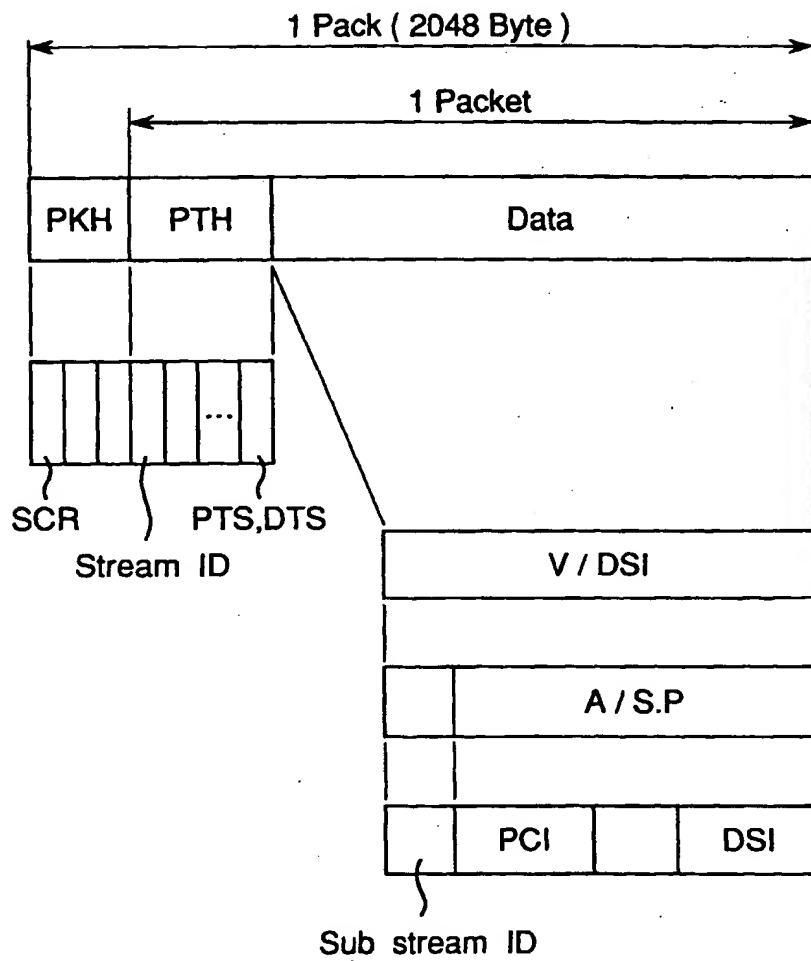 1 Pack ( 2048 Byte )
1 Packet
PKH PTH Data
...
SCR PTS,DTS
Stream ID
V / DSI
A / S.P
PCI DSI
Sub stream ID